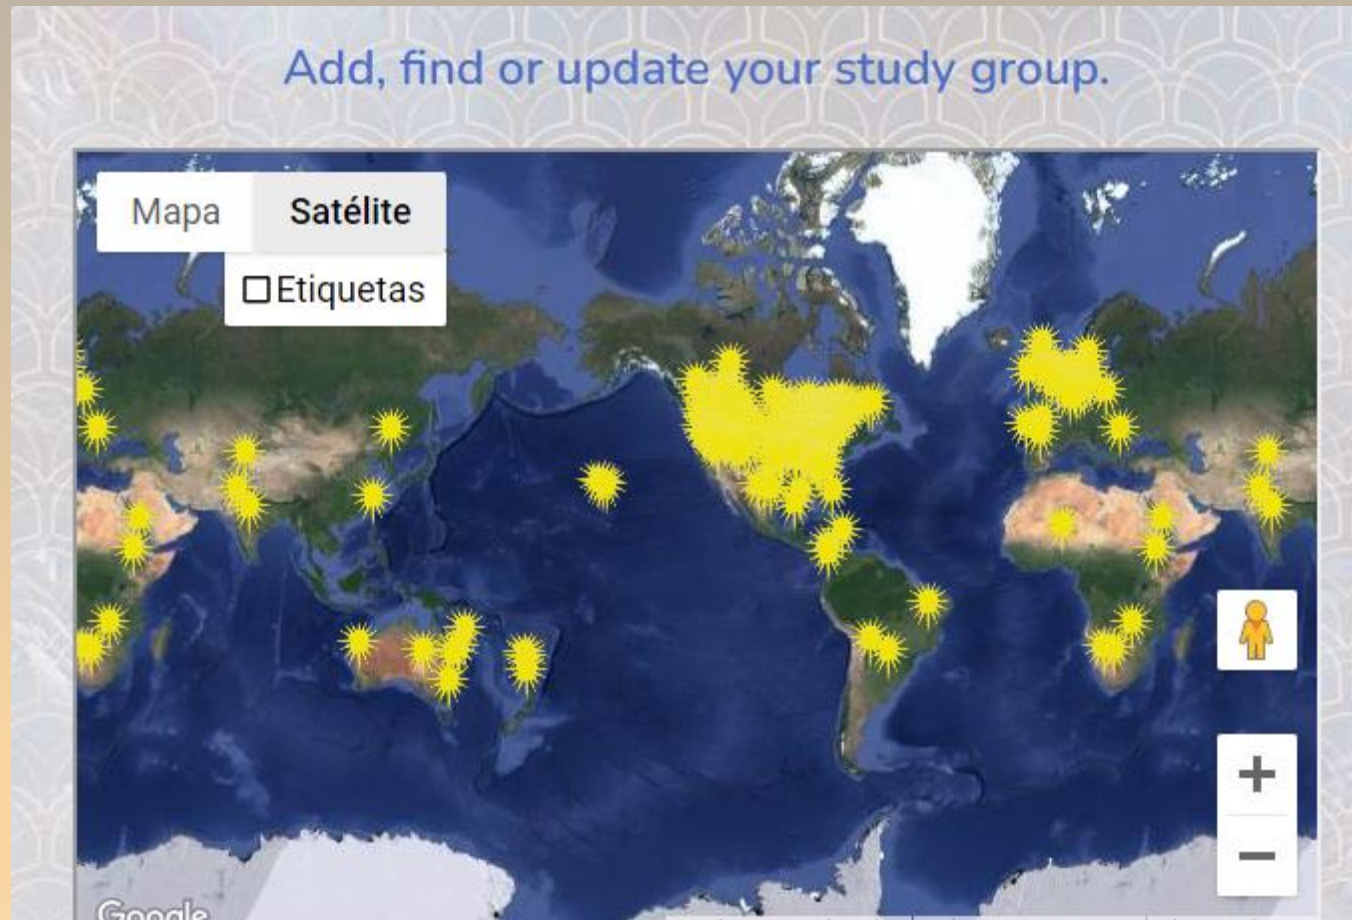 Add, find or update your study group.
Mapa Satélite
Etiquetas
Google